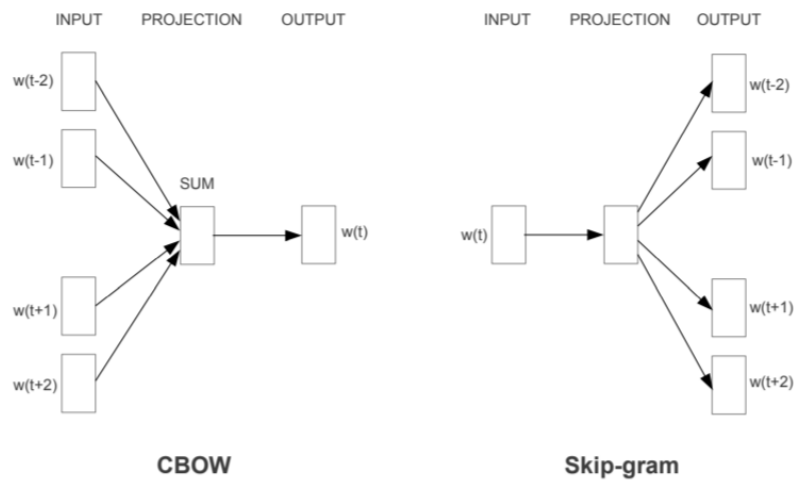 INPUT PROJECTION OUTPUT
w(t-2)
w(t-1)
SUM
w(t)
w(t+1)
w(t+2)
CBOW
INPUT PROJECTION OUTPUT
w(t-2)
w(t-1)
w(t)
w(t+1)
w(t+2)
Skip-gram